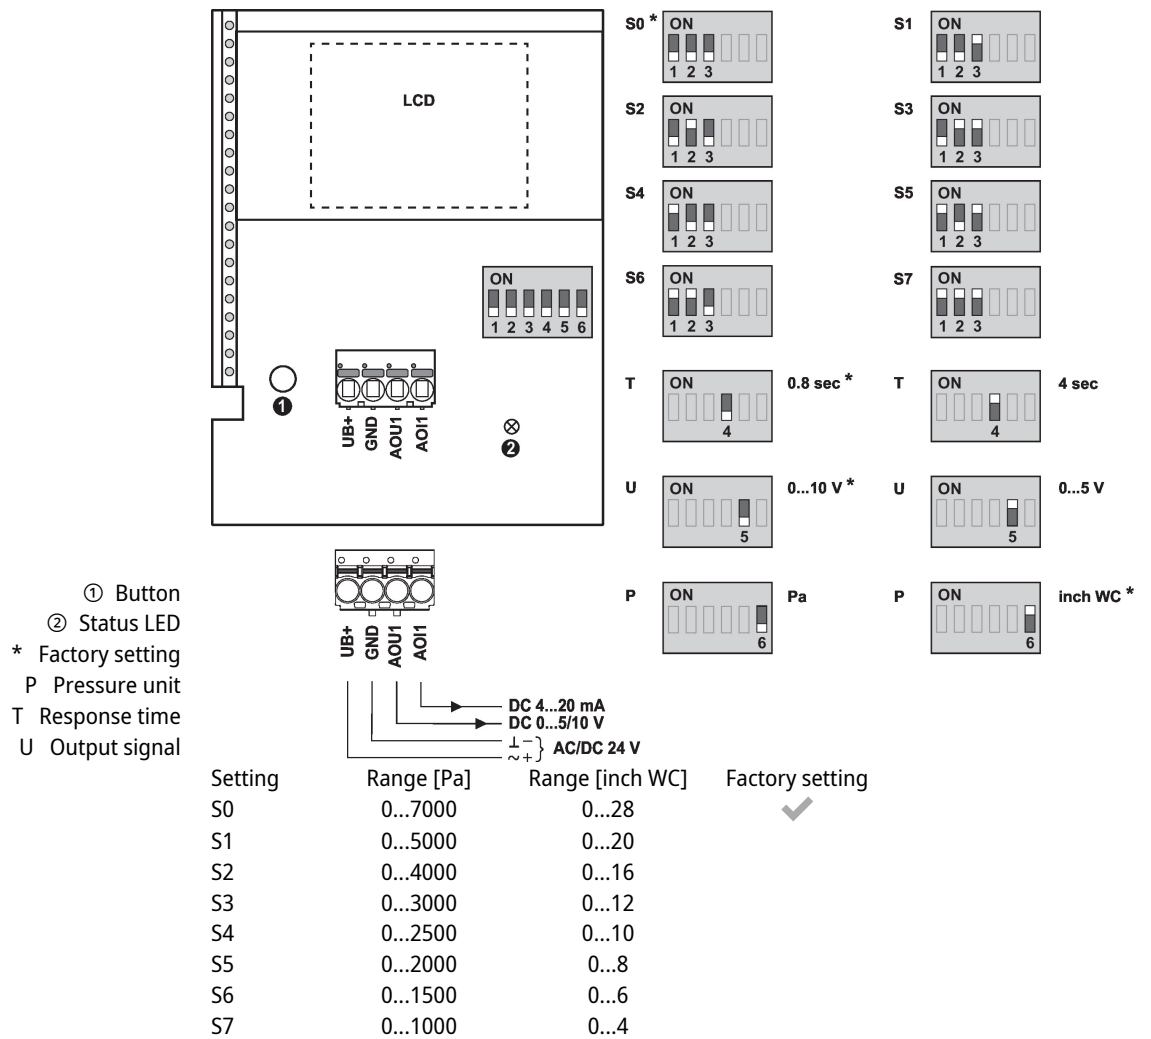 S0 * ON
1 2 3
S1 ON
1 2 3
LCD
S2 ON
1 2 3
S3 ON
1 2 3
S4 ON
1 2 3
S5 ON
1 2 3
ON
1 2 3 4 5 6
S6 ON
1 2 3
S7 ON
1 2 3
❶
UB+
GND
AOU1
AOI1
❷
T ON 0.8 sec *
4
T ON 4 sec
4
U ON 0...10 V *
5
U ON 0...5 V
5
P ON Pa
6
P ON inch WC *
6
① Button
② Status LED
* Factory setting
P Pressure unit
T Response time
U Output signal
UB+
GND
AOU1
AOI1
DC 4...20 mA
DC 0...5/10 V
⊥ −
~ + } AC/DC 24 V
Setting Range [Pa] Range [inch WC] Factory setting
S0 0...7000 0...28 ✔
S1 0...5000 0...20
S2 0...4000 0...16
S3 0...3000 0...12
S4 0...2500 0...10
S5 0...2000 0...8
S6 0...1500 0...6
S7 0...1000 0...4